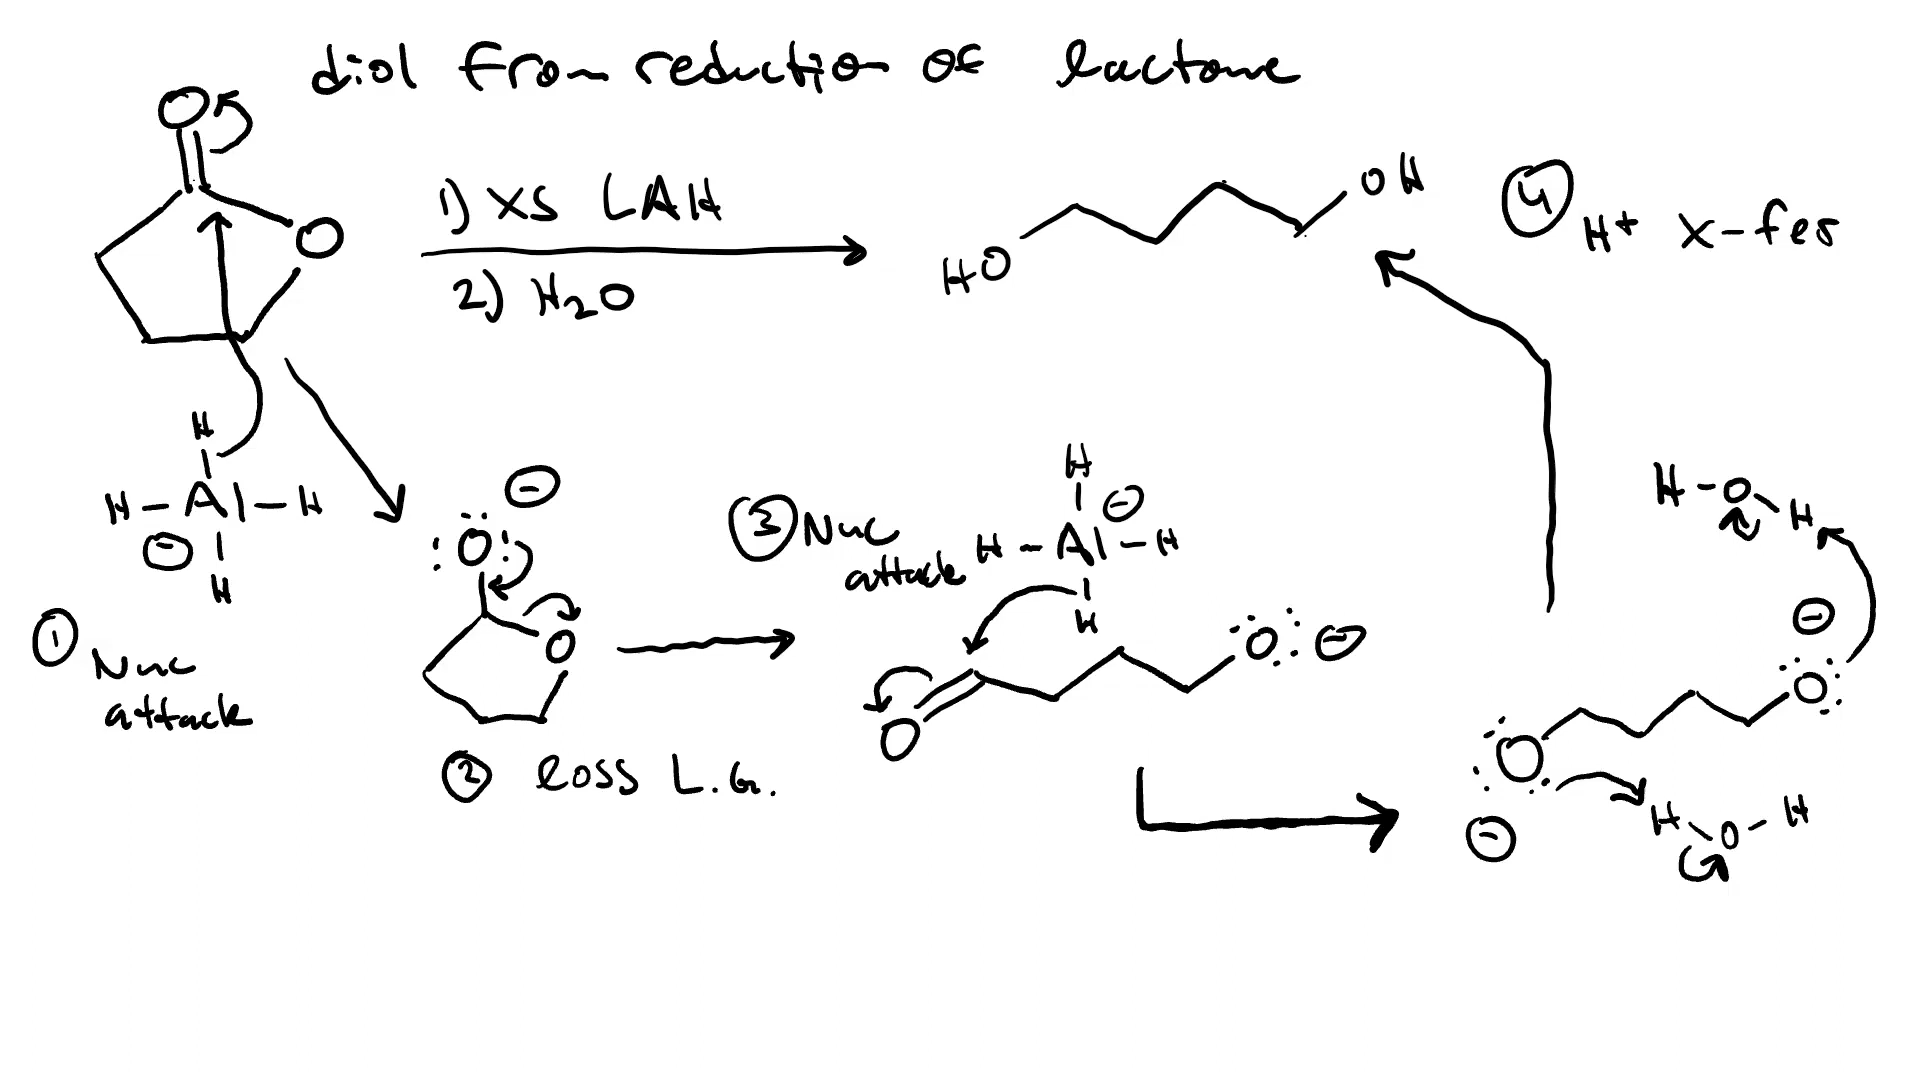 diol from reduction of lactone
O
O
1) XS LAH
2) H2O
HO
OH
4 H+ x-fer
H
H - Al - H
⊖
H
1 Nuc
attack
⊖
O
O
2 loss L.G.
3 Nuc
attack
H
⊖
H - Al - H
H
O
O ⊖
H - O
H
⊖
O
O
⊖
H O - H